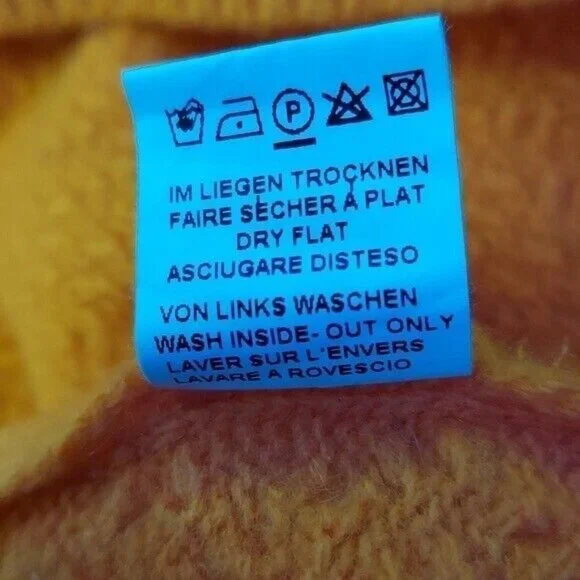 P
IM LIEGEN TROCKNEN
FAIRE SÉCHER À PLAT
DRY FLAT
ASCIUGARE DISTESO
VON LINKS WASCHEN
WASH INSIDE- OUT ONLY
LAVER SUR L'ENVERS
LAVARE A ROVESCIO